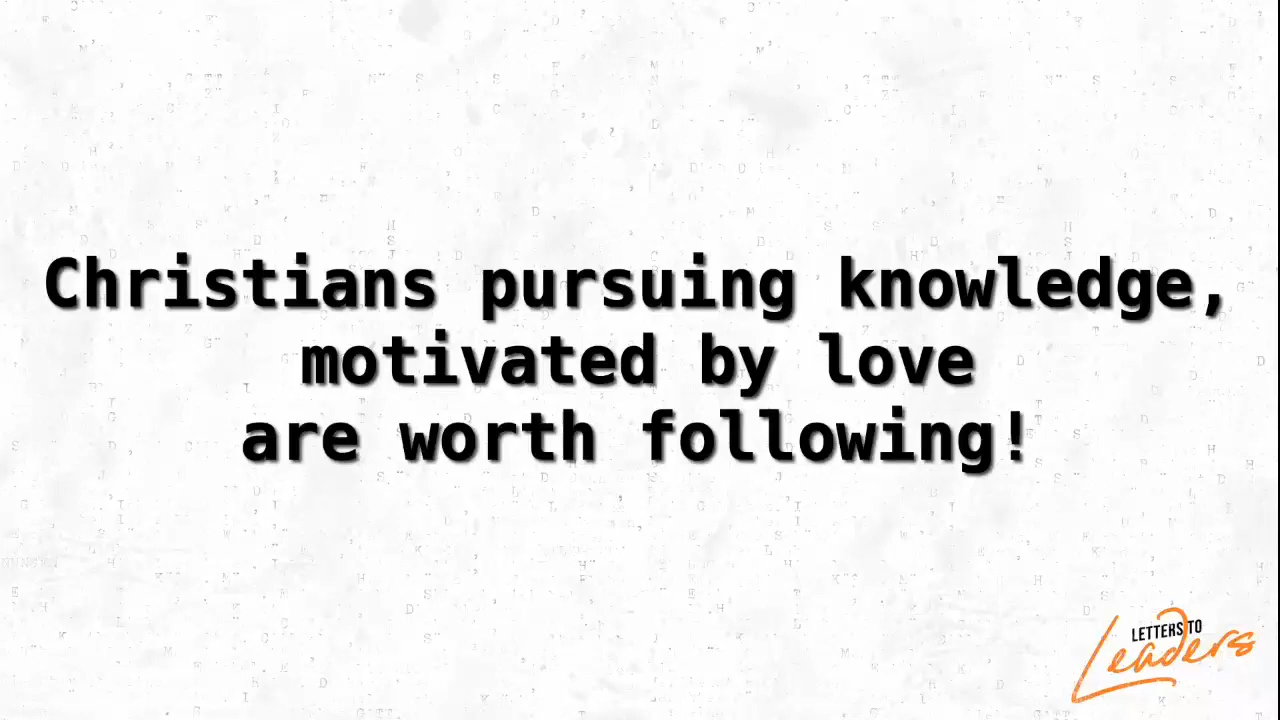 Christians pursuing knowledge,
motivated by love
are worth following!
LETTERS TO
Leaders